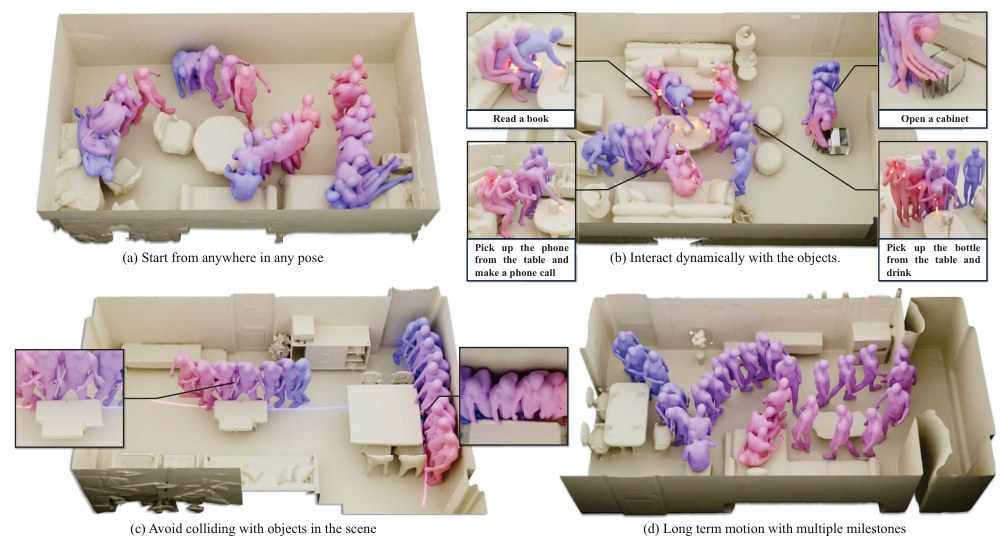 Read a book
Open a cabinet
Pick up the phone
from the table and
make a phone call
Pick up the bottle
from the table and
drink
(a) Start from anywhere in any pose
(b) Interact dynamically with the objects.
(c) Avoid colliding with objects in the scene
(d) Long term motion with multiple milestones